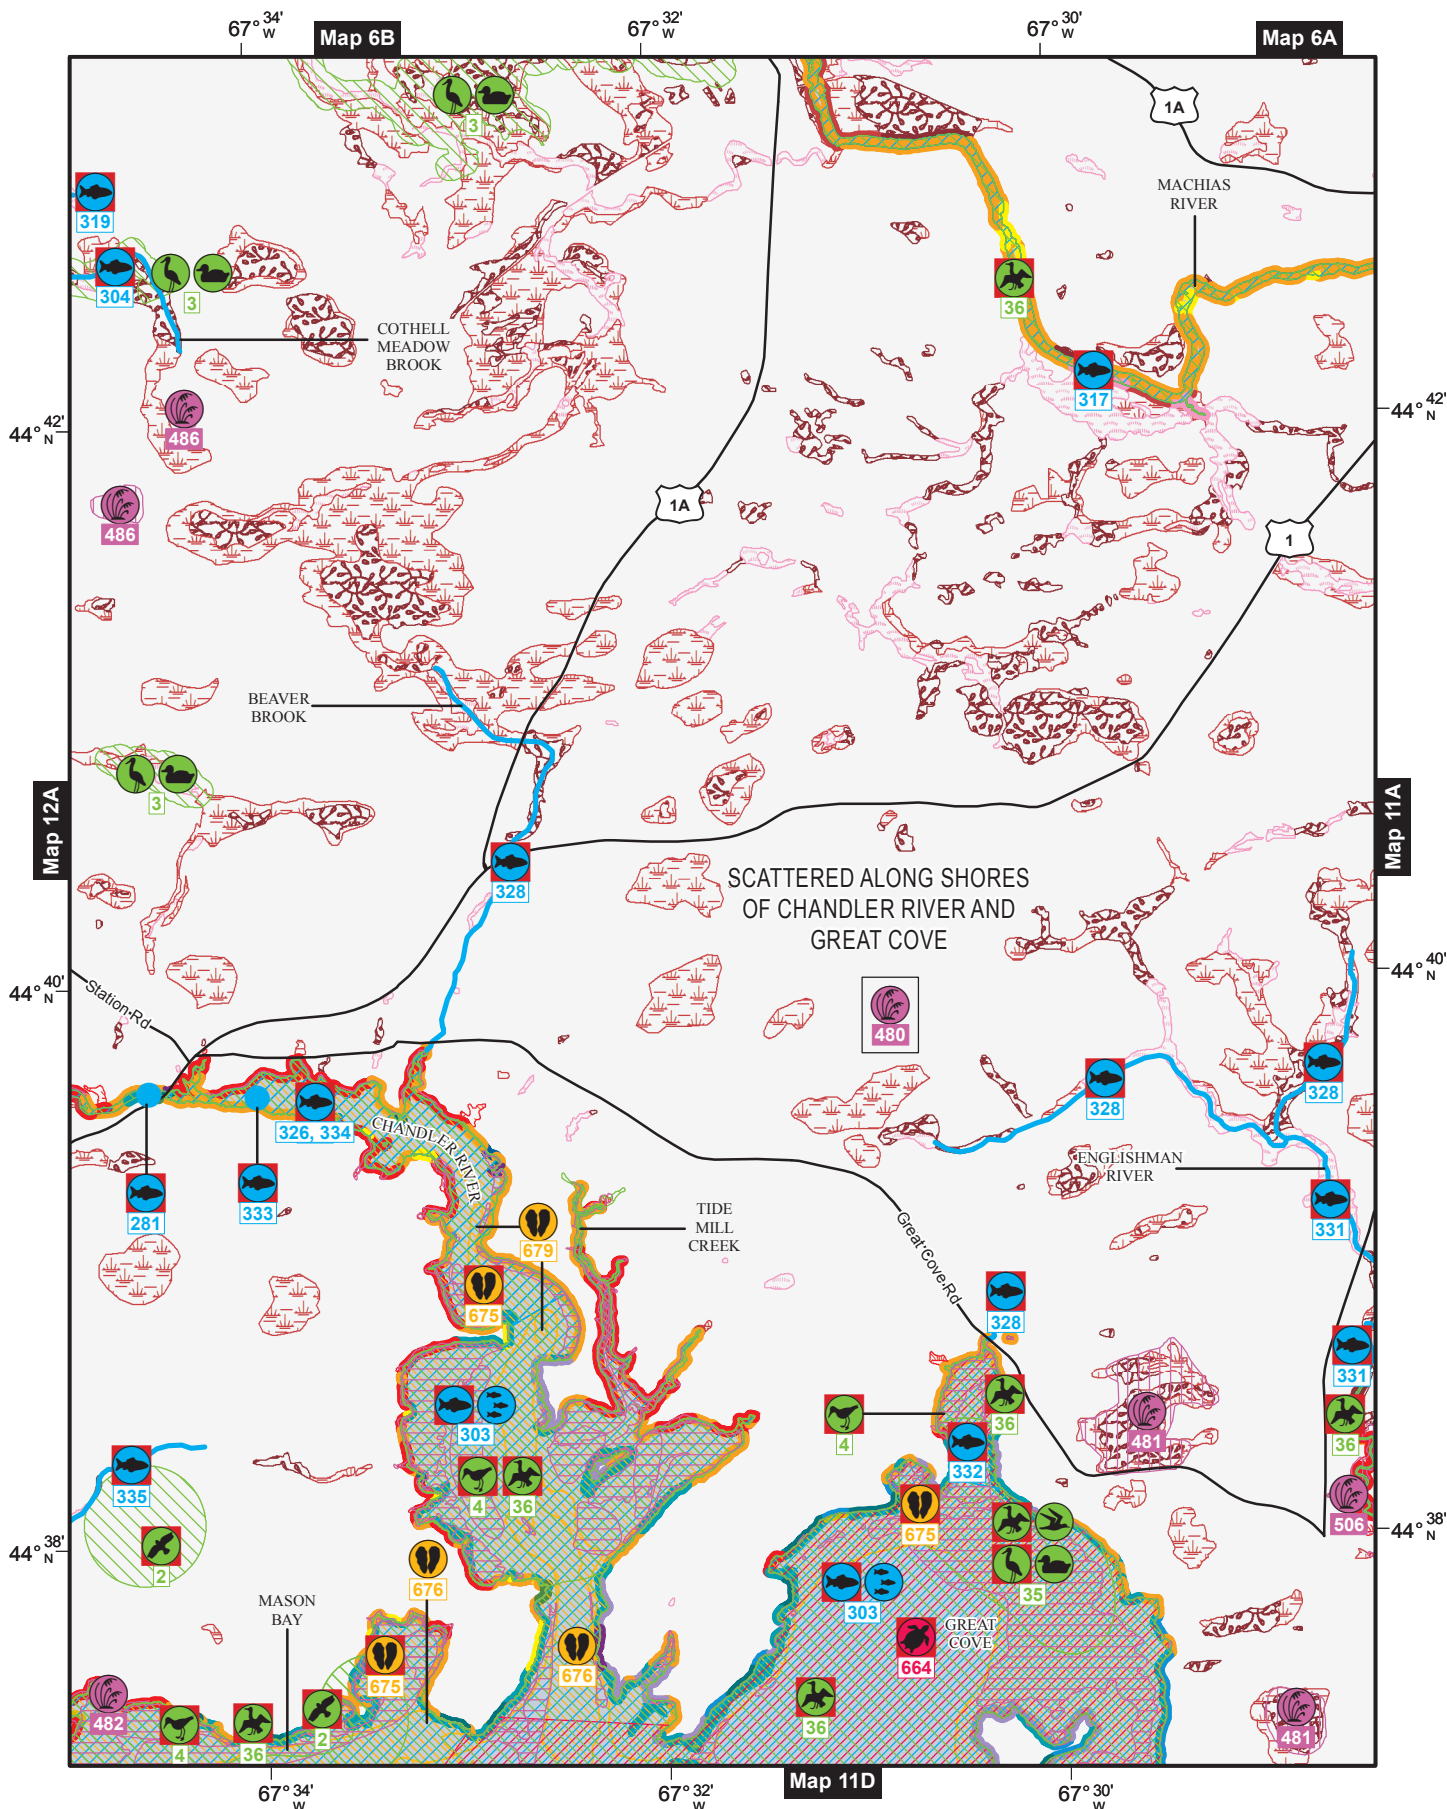 67° 34' W
67° 32' W
67° 30' W
Map 6B
Map 6A
1A
3
MACHIAS
RIVER
319
304
3
36
COTHELL
MEADOW
BROOK
317
486
44° 42' N
44° 42' N
486
1A
1
BEAVER
BROOK
3
Map 12A
Map 11A
328
SCATTERED ALONG SHORES
OF CHANDLER RIVER AND
GREAT COVE
44° 40' N
44° 40' N
Station Rd
480
328
328
326, 334
CHANDLER RIVER
ENGLISHMAN
RIVER
281
333
331
TIDE
MILL
CREEK
679
Great Cove Rd
675
328
331
303
4
36
481
36
332
335
4
36
675
506
44° 38' N
44° 38' N
2
676
35
303
MASON
BAY
GREAT
COVE
664
675
676
482
4
36
2
36
481
Map 11D
67° 34' W
67° 32' W
67° 30' W